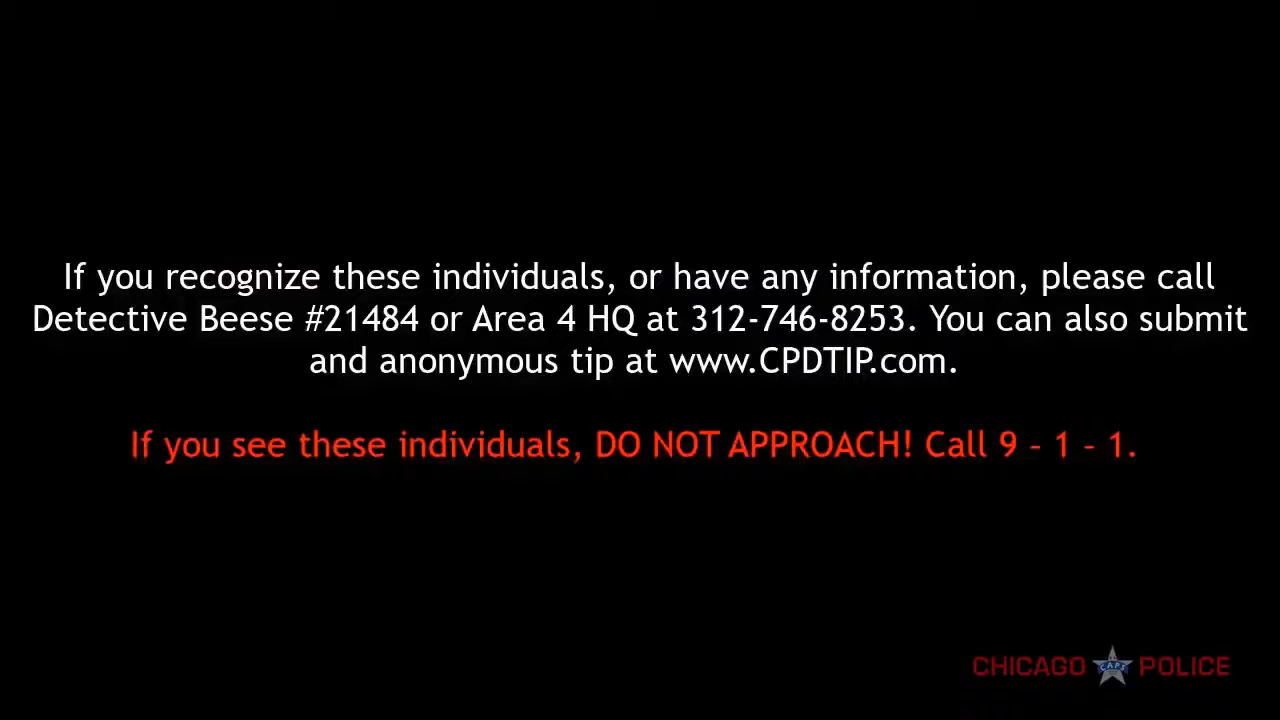 If you recognize these individuals, or have any information, please call
Detective Beese #21484 or Area 4 HQ at 312-746-8253. You can also submit
and anonymous tip at www.CPDTIP.com.
If you see these individuals, DO NOT APPROACH! Call 9 – 1 – 1.
CHICAGO CAPS POLICE